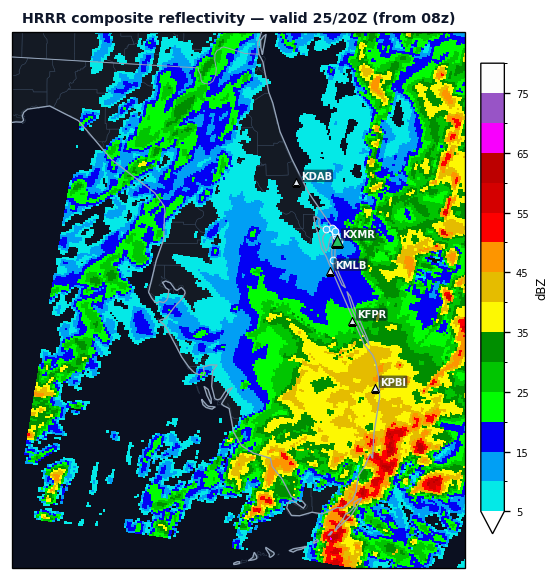 HRRR composite reflectivity — valid 25/20Z (from 08z)
KDAB
KXMR
KMLB
KFPR
KPBI
75
65
55
45
35
25
15
5
dBZ